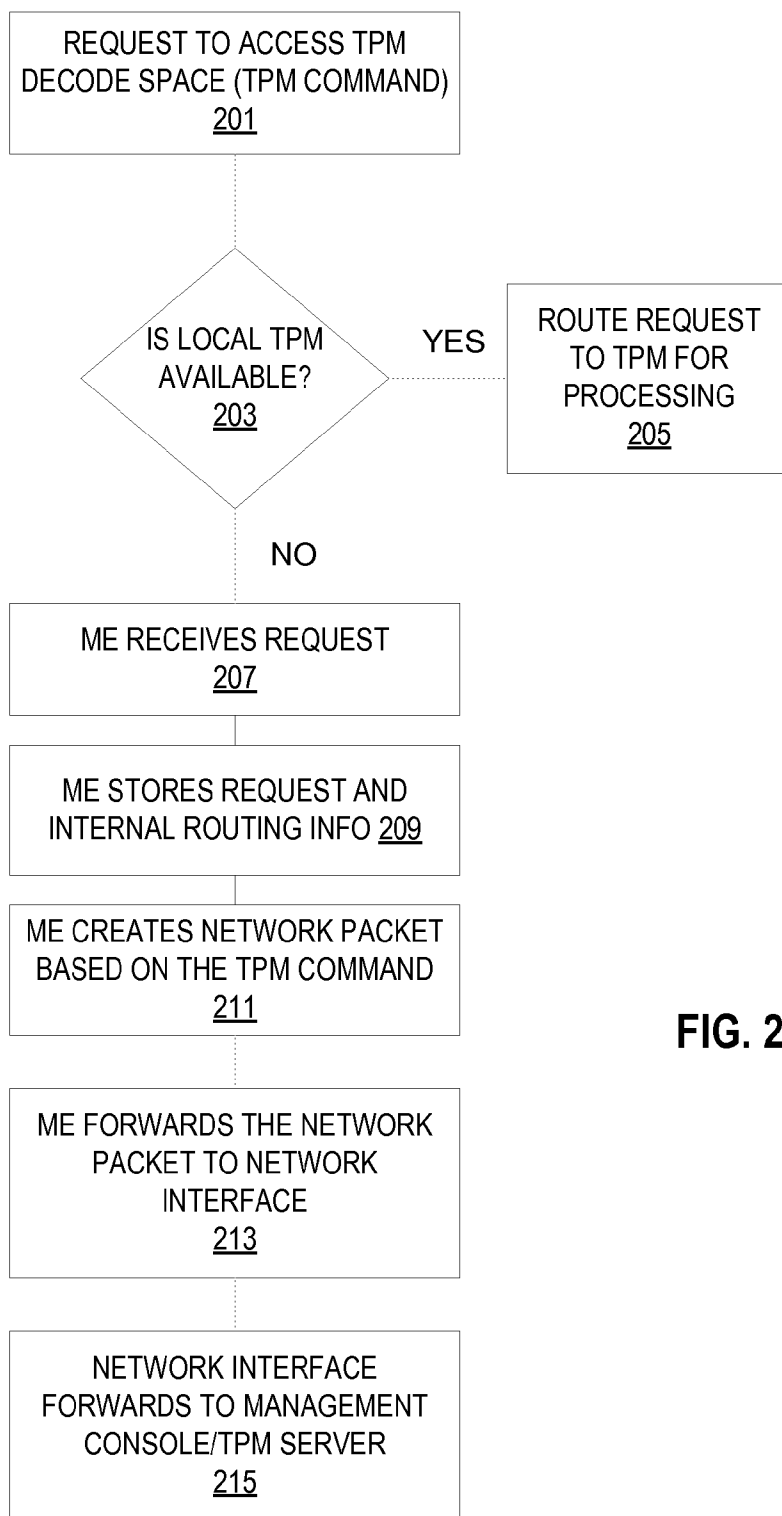 REQUEST TO ACCESS TPM
DECODE SPACE (TPM COMMAND)
201
IS LOCAL TPM
AVAILABLE?
203
YES
ROUTE REQUEST
TO TPM FOR
PROCESSING
205
NO
ME RECEIVES REQUEST
207
ME STORES REQUEST AND
INTERNAL ROUTING INFO 209
ME CREATES NETWORK PACKET
BASED ON THE TPM COMMAND
211
FIG. 2
ME FORWARDS THE NETWORK
PACKET TO NETWORK
INTERFACE
213
NETWORK INTERFACE
FORWARDS TO MANAGEMENT
CONSOLE/TPM SERVER
215